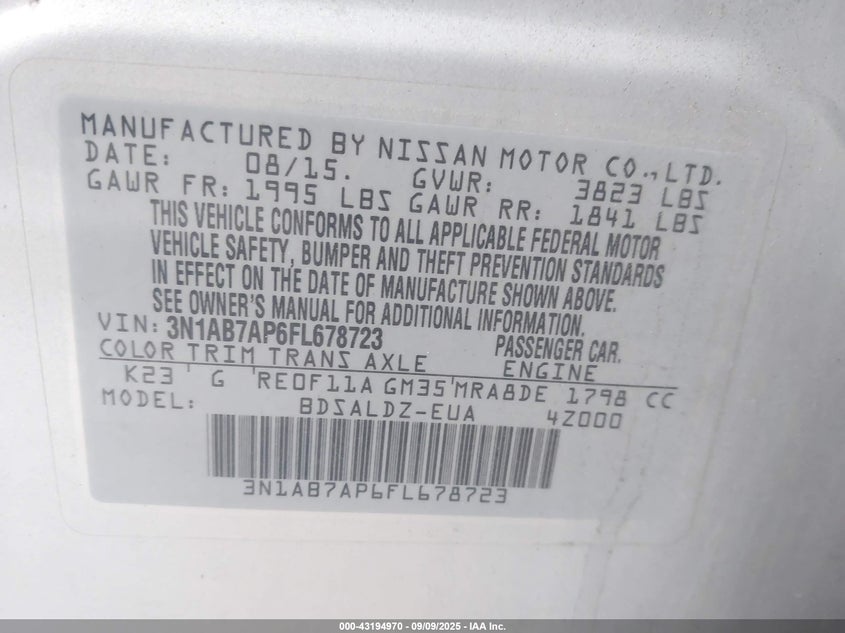 MANUFACTURED BY NISSAN MOTOR CO., LTD.
DATE: 08/15. GVWR: 3823 LBS
GAWR FR: 1995 LBS GAWR RR: 1841 LBS
THIS VEHICLE CONFORMS TO ALL APPLICABLE FEDERAL MOTOR
VEHICLE SAFETY, BUMPER AND THEFT PREVENTION STANDARDS
IN EFFECT ON THE DATE OF MANUFACTURE SHOWN ABOVE.
SEE OWNER'S MANUAL FOR ADDITIONAL INFORMATION.
VIN: 3N1AB7AP6FL678723 PASSENGER CAR.
COLOR TRIM TRANS AXLE ENGINE
K23 G RE0F11A GM35 MRA8DE 1798 CC
MODEL: BDSALDZ-EUA 4Z000
3N1AB7AP6FL678723
000-43194970 - 09/09/2025 - IAA Inc.